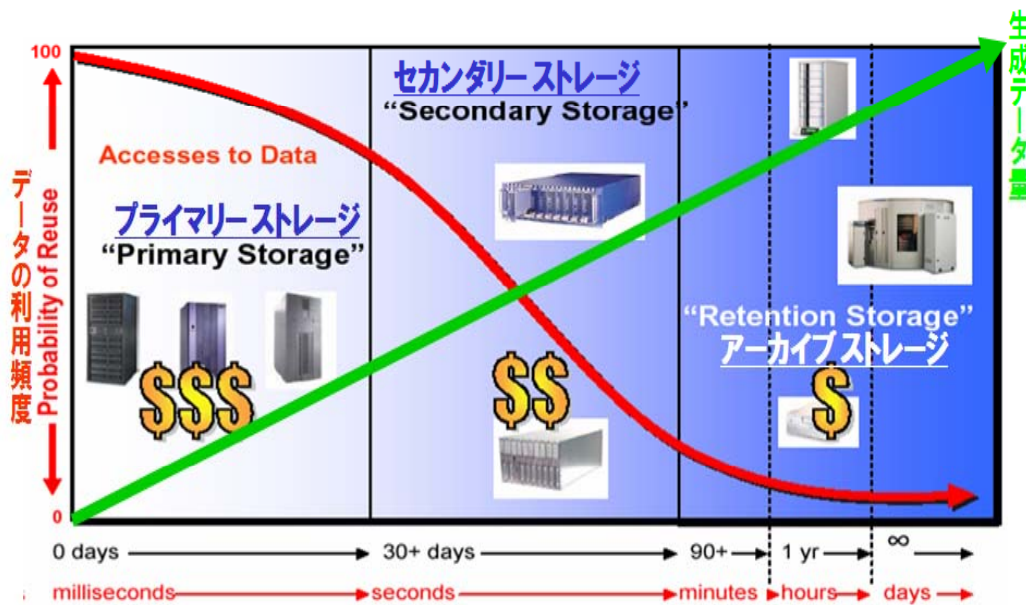 生成データ量
100
セカンダリーストレージ
“Secondary Storage”
Accesses to Data
データの利用頻度
Probability of Reuse
プライマリーストレージ
“Primary Storage”
“Retention Storage”
アーカイブストレージ
$$$
$$
$
0
0 days
30+ days
90+
1 yr
∞
milliseconds
seconds
minutes
hours
days